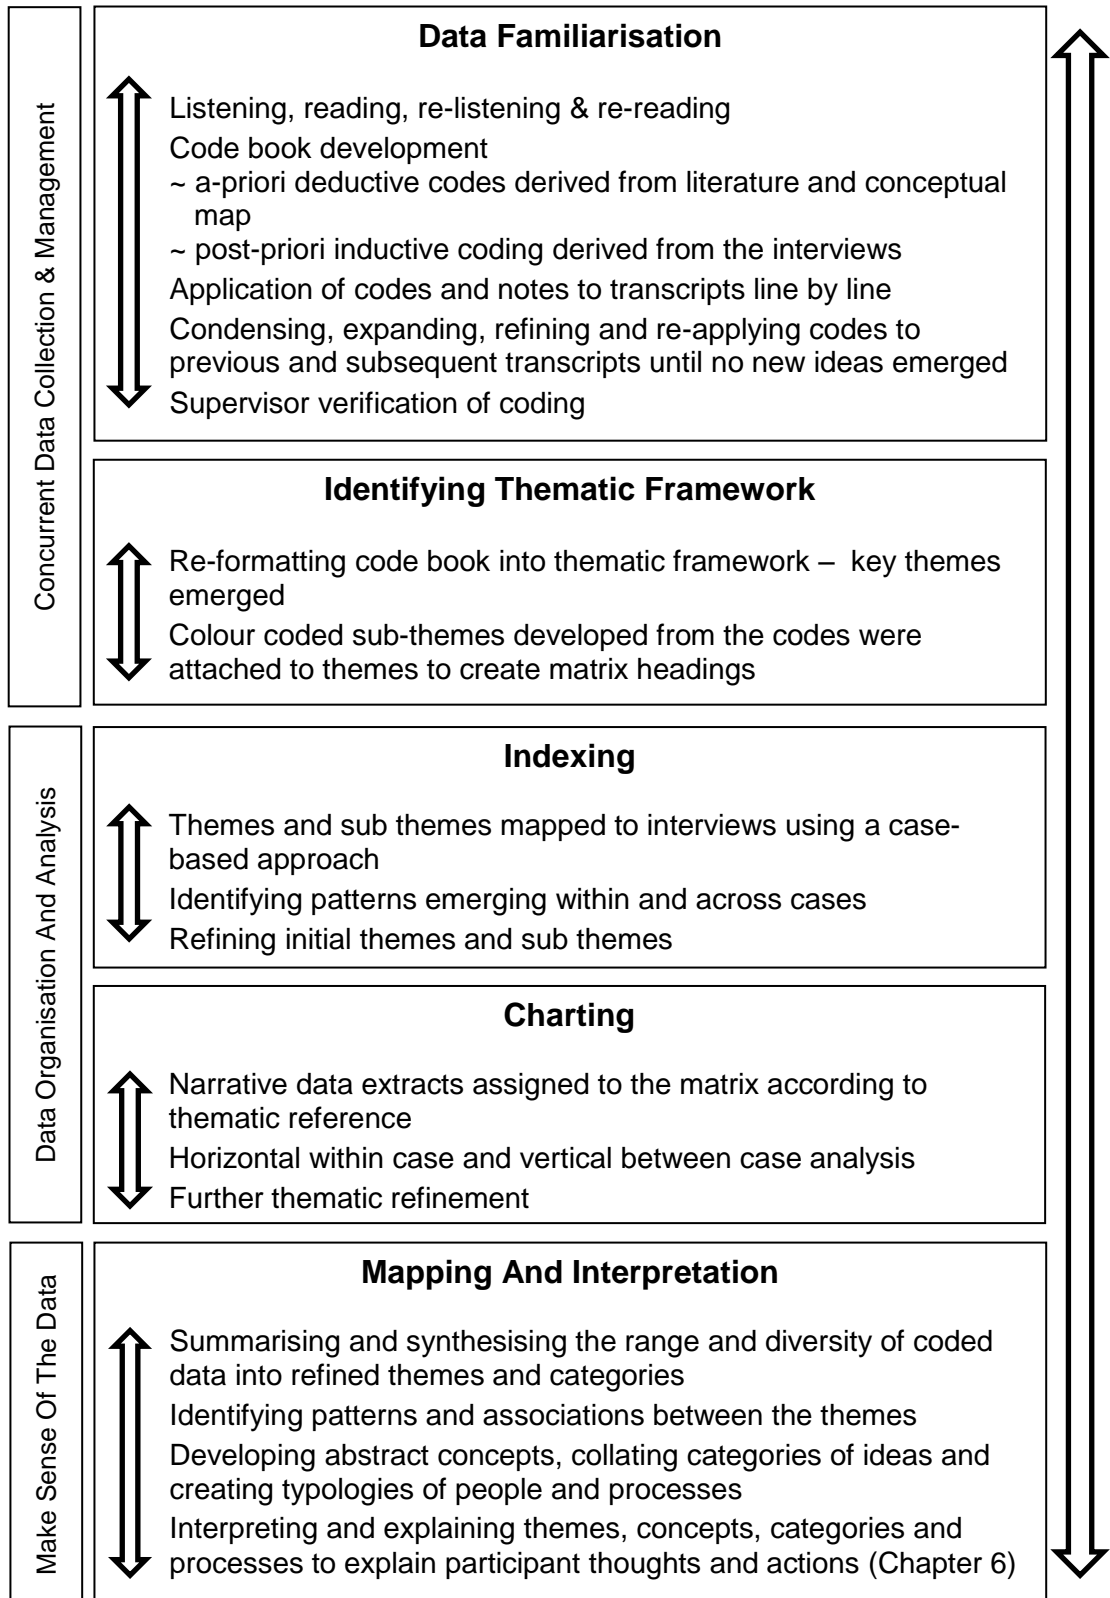 Concurrent Data Collection & Management
Data Familiarisation
Listening, reading, re-listening & re-reading
Code book development
~ a-priori deductive codes derived from literature and conceptual
map
~ post-priori inductive coding derived from the interviews
Application of codes and notes to transcripts line by line
Condensing, expanding, refining and re-applying codes to
previous and subsequent transcripts until no new ideas emerged
Supervisor verification of coding
Identifying Thematic Framework
Re-formatting code book into thematic framework – key themes
emerged
Colour coded sub-themes developed from the codes were
attached to themes to create matrix headings
Data Organisation And Analysis
Indexing
Themes and sub themes mapped to interviews using a case-
based approach
Identifying patterns emerging within and across cases
Refining initial themes and sub themes
Charting
Narrative data extracts assigned to the matrix according to
thematic reference
Horizontal within case and vertical between case analysis
Further thematic refinement
Make Sense Of The Data
Mapping And Interpretation
Summarising and synthesising the range and diversity of coded
data into refined themes and categories
Identifying patterns and associations between the themes
Developing abstract concepts, collating categories of ideas and
creating typologies of people and processes
Interpreting and explaining themes, concepts, categories and
processes to explain participant thoughts and actions (Chapter 6)